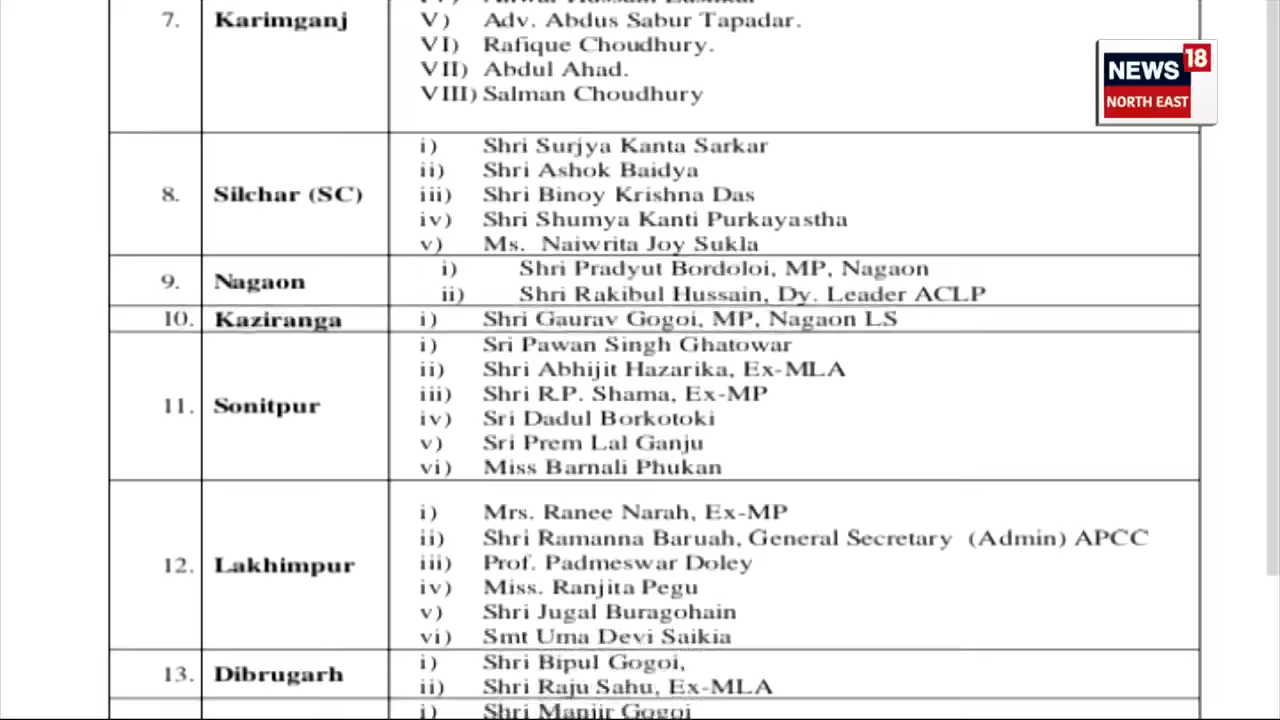 7. Karimganj
V) Adv. Abdus Sabur Tapadar.
VI) Rafique Choudhury.
VII) Abdul Ahad.
VIII) Salman Choudhury
NEWS 18
NORTH EAST
8. Silchar (SC)
i) Shri Surjya Kanta Sarkar
ii) Shri Ashok Baidya
iii) Shri Binoy Krishna Das
iv) Shri Shumya Kanti Purkayastha
v) Ms. Naiwrita Joy Sukla
9. Nagaon
i) Shri Pradyut Bordoloi, MP, Nagaon
ii) Shri Rakibul Hussain, Dy. Leader ACLP
10. Kaziranga
i) Shri Gaurav Gogoi, MP, Nagaon LS
11. Sonitpur
i) Sri Pawan Singh Ghatowar
ii) Shri Abhijit Hazarika, Ex-MLA
iii) Shri R.P. Shama, Ex-MP
iv) Sri Dadul Borkotoki
v) Sri Prem Lal Ganju
vi) Miss Barnali Phukan
12. Lakhimpur
i) Mrs. Ranee Narah, Ex-MP
ii) Shri Ramanna Baruah, General Secretary (Admin) APCC
iii) Prof. Padmeswar Doley
iv) Miss. Ranjita Pegu
v) Shri Jugal Buragohain
vi) Smt Uma Devi Saikia
13. Dibrugarh
i) Shri Bipul Gogoi,
ii) Shri Raju Sahu, Ex-MLA
i) Shri Manjir Gogoi